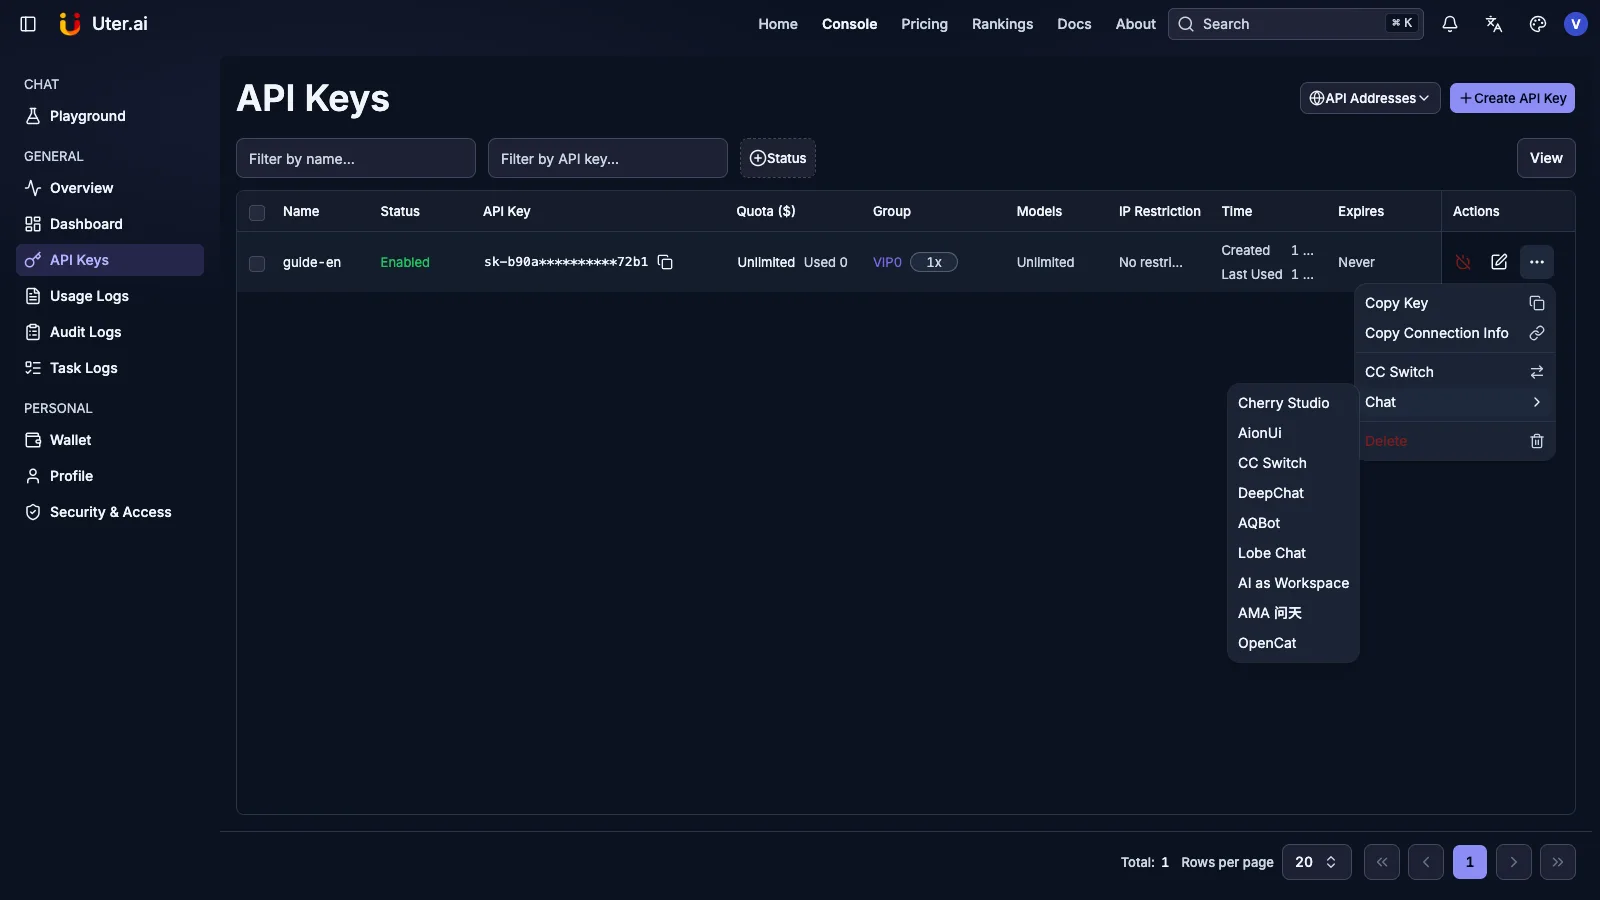 Uter.ai
Home Console Pricing Rankings Docs About Search ⌘ K V
CHAT
Playground
GENERAL
Overview
Dashboard
API Keys
Usage Logs
Audit Logs
Task Logs
PERSONAL
Wallet
Profile
Security & Access
API Keys
API Addresses
+Create API Key
Filter by name...
Filter by API key...
Status
View
Name Status API Key Quota ($) Group Models IP Restriction Time Expires Actions
guide-en Enabled sk-b90a**********72b1 Unlimited Used 0 VIP0 1x Unlimited No restri... Created 1 ... Never
Last Used 1 ...
Copy Key
Copy Connection Info
CC Switch
Chat
Delete
Cherry Studio
AionUi
CC Switch
DeepChat
AQBot
Lobe Chat
AI as Workspace
AMA 问天
OpenCat
Total: 1 Rows per page 20 « ‹ 1 › »